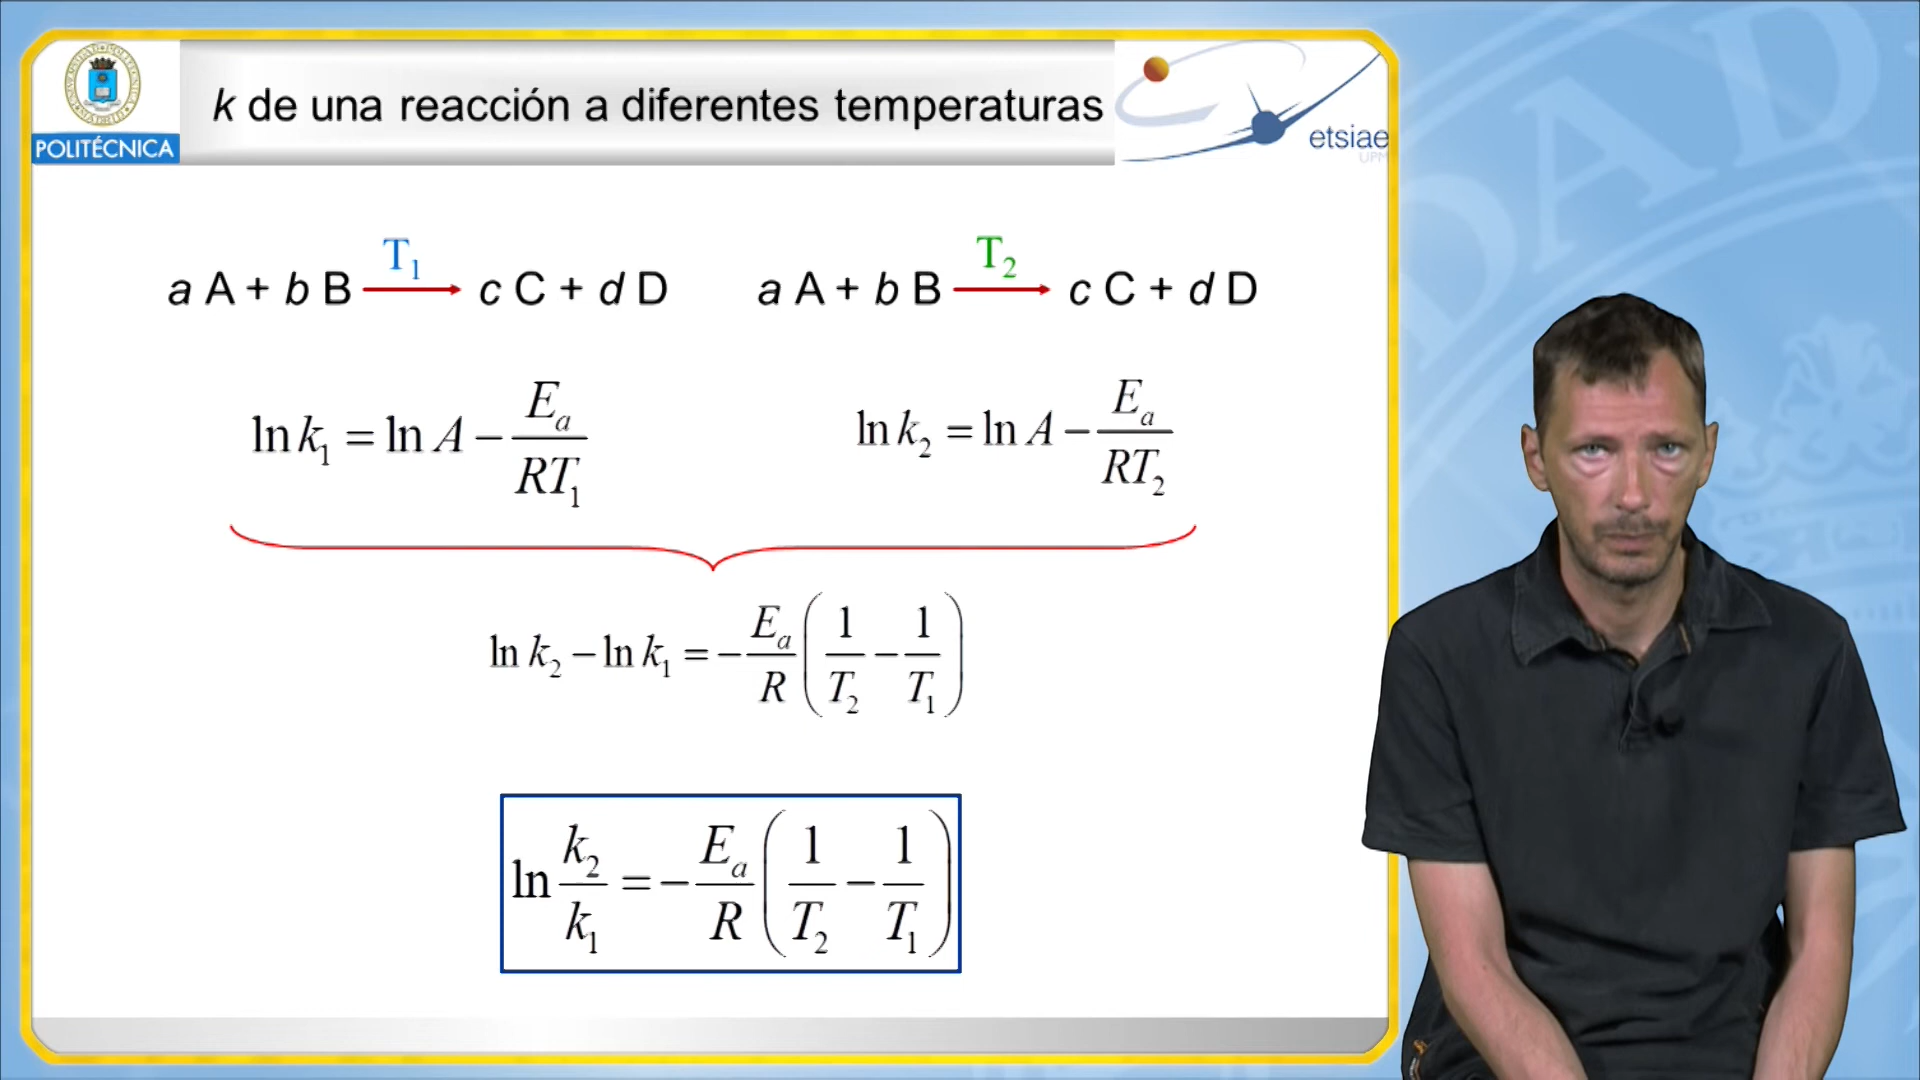 POLITÉCNICA
k de una reacción a diferentes temperaturas
etsiae
UPM
a A + b B T₁ → c C + d D
a A + b B T₂ → c C + d D
ln k₁ = ln A − Eₐ / RT₁
ln k₂ = ln A − Eₐ / RT₂
ln k₂ − ln k₁ = − Eₐ / R ( 1 / T₂ − 1 / T₁ )
ln k₂ / k₁ = − Eₐ / R ( 1 / T₂ − 1 / T₁ )